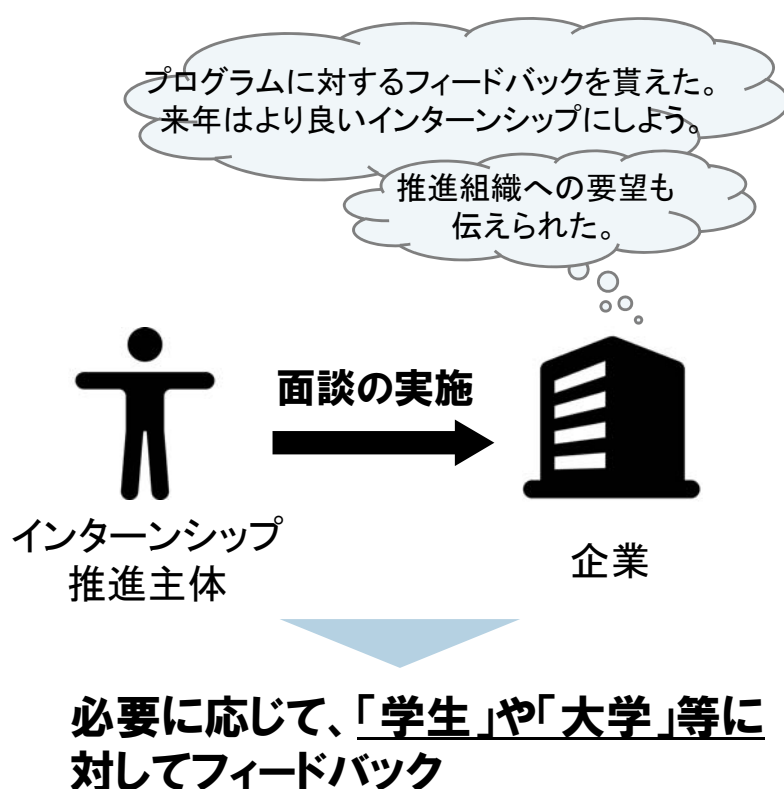 プログラムに対するフィードバックを貰えた。
来年はより良いインターンシップにしよう。
推進組織への要望も
伝えられた。
面談の実施
インターンシップ
推進主体
企業
必要に応じて、「学生」や「大学」等に
対してフィードバック